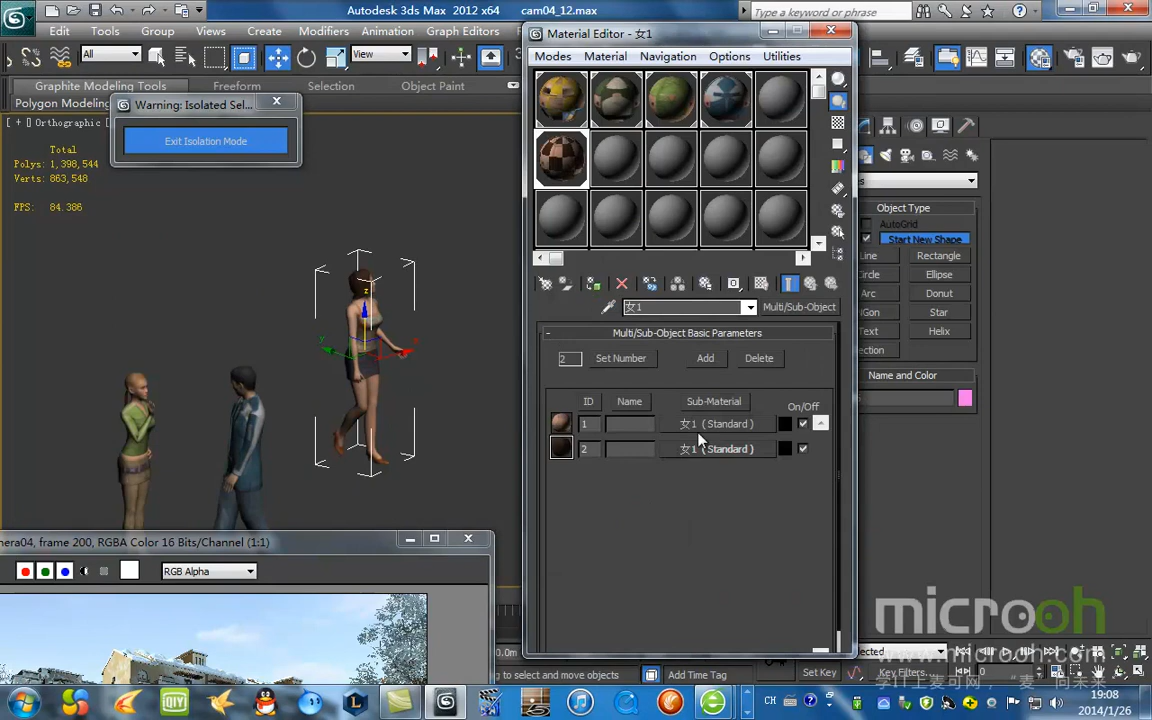 Autodesk 3ds Max 2012 x64 cam04_12.max
Type a keyword or phrase
Edit Tools Group Views Create Modifiers Animation Graph Editors
All
View
Graphite Modeling Tools Freeform Selection Object Paint
Polygon Modeling
[ + ] Orthographic
Warning: Isolated Sel...
Exit Isolation Mode
Total
Polys: 1,398,544
Verts: 863,548
FPS: 84.386
z
y
Material Editor - 女1
Modes Material Navigation Options Utilities
女1
Multi/Sub-Object
Multi/Sub-Object Basic Parameters
2 Set Number Add Delete
ID Name Sub-Material On/Off
1 女1 ( Standard )
2 女1 ( Standard )
Object Type
AutoGrid
Start New Shape
Line Rectangle
Ellipse
Arc Donut
NGon Star
Text Helix
Name and Color
mera04, frame 200, RGBA Color 16 Bits/Channel (1:1)
RGB Alpha
microoh
www.microoh.com
to select and move objects
Add Time Tag
Set Key
Key Filters...
0
CH
19:08
2014/1/26